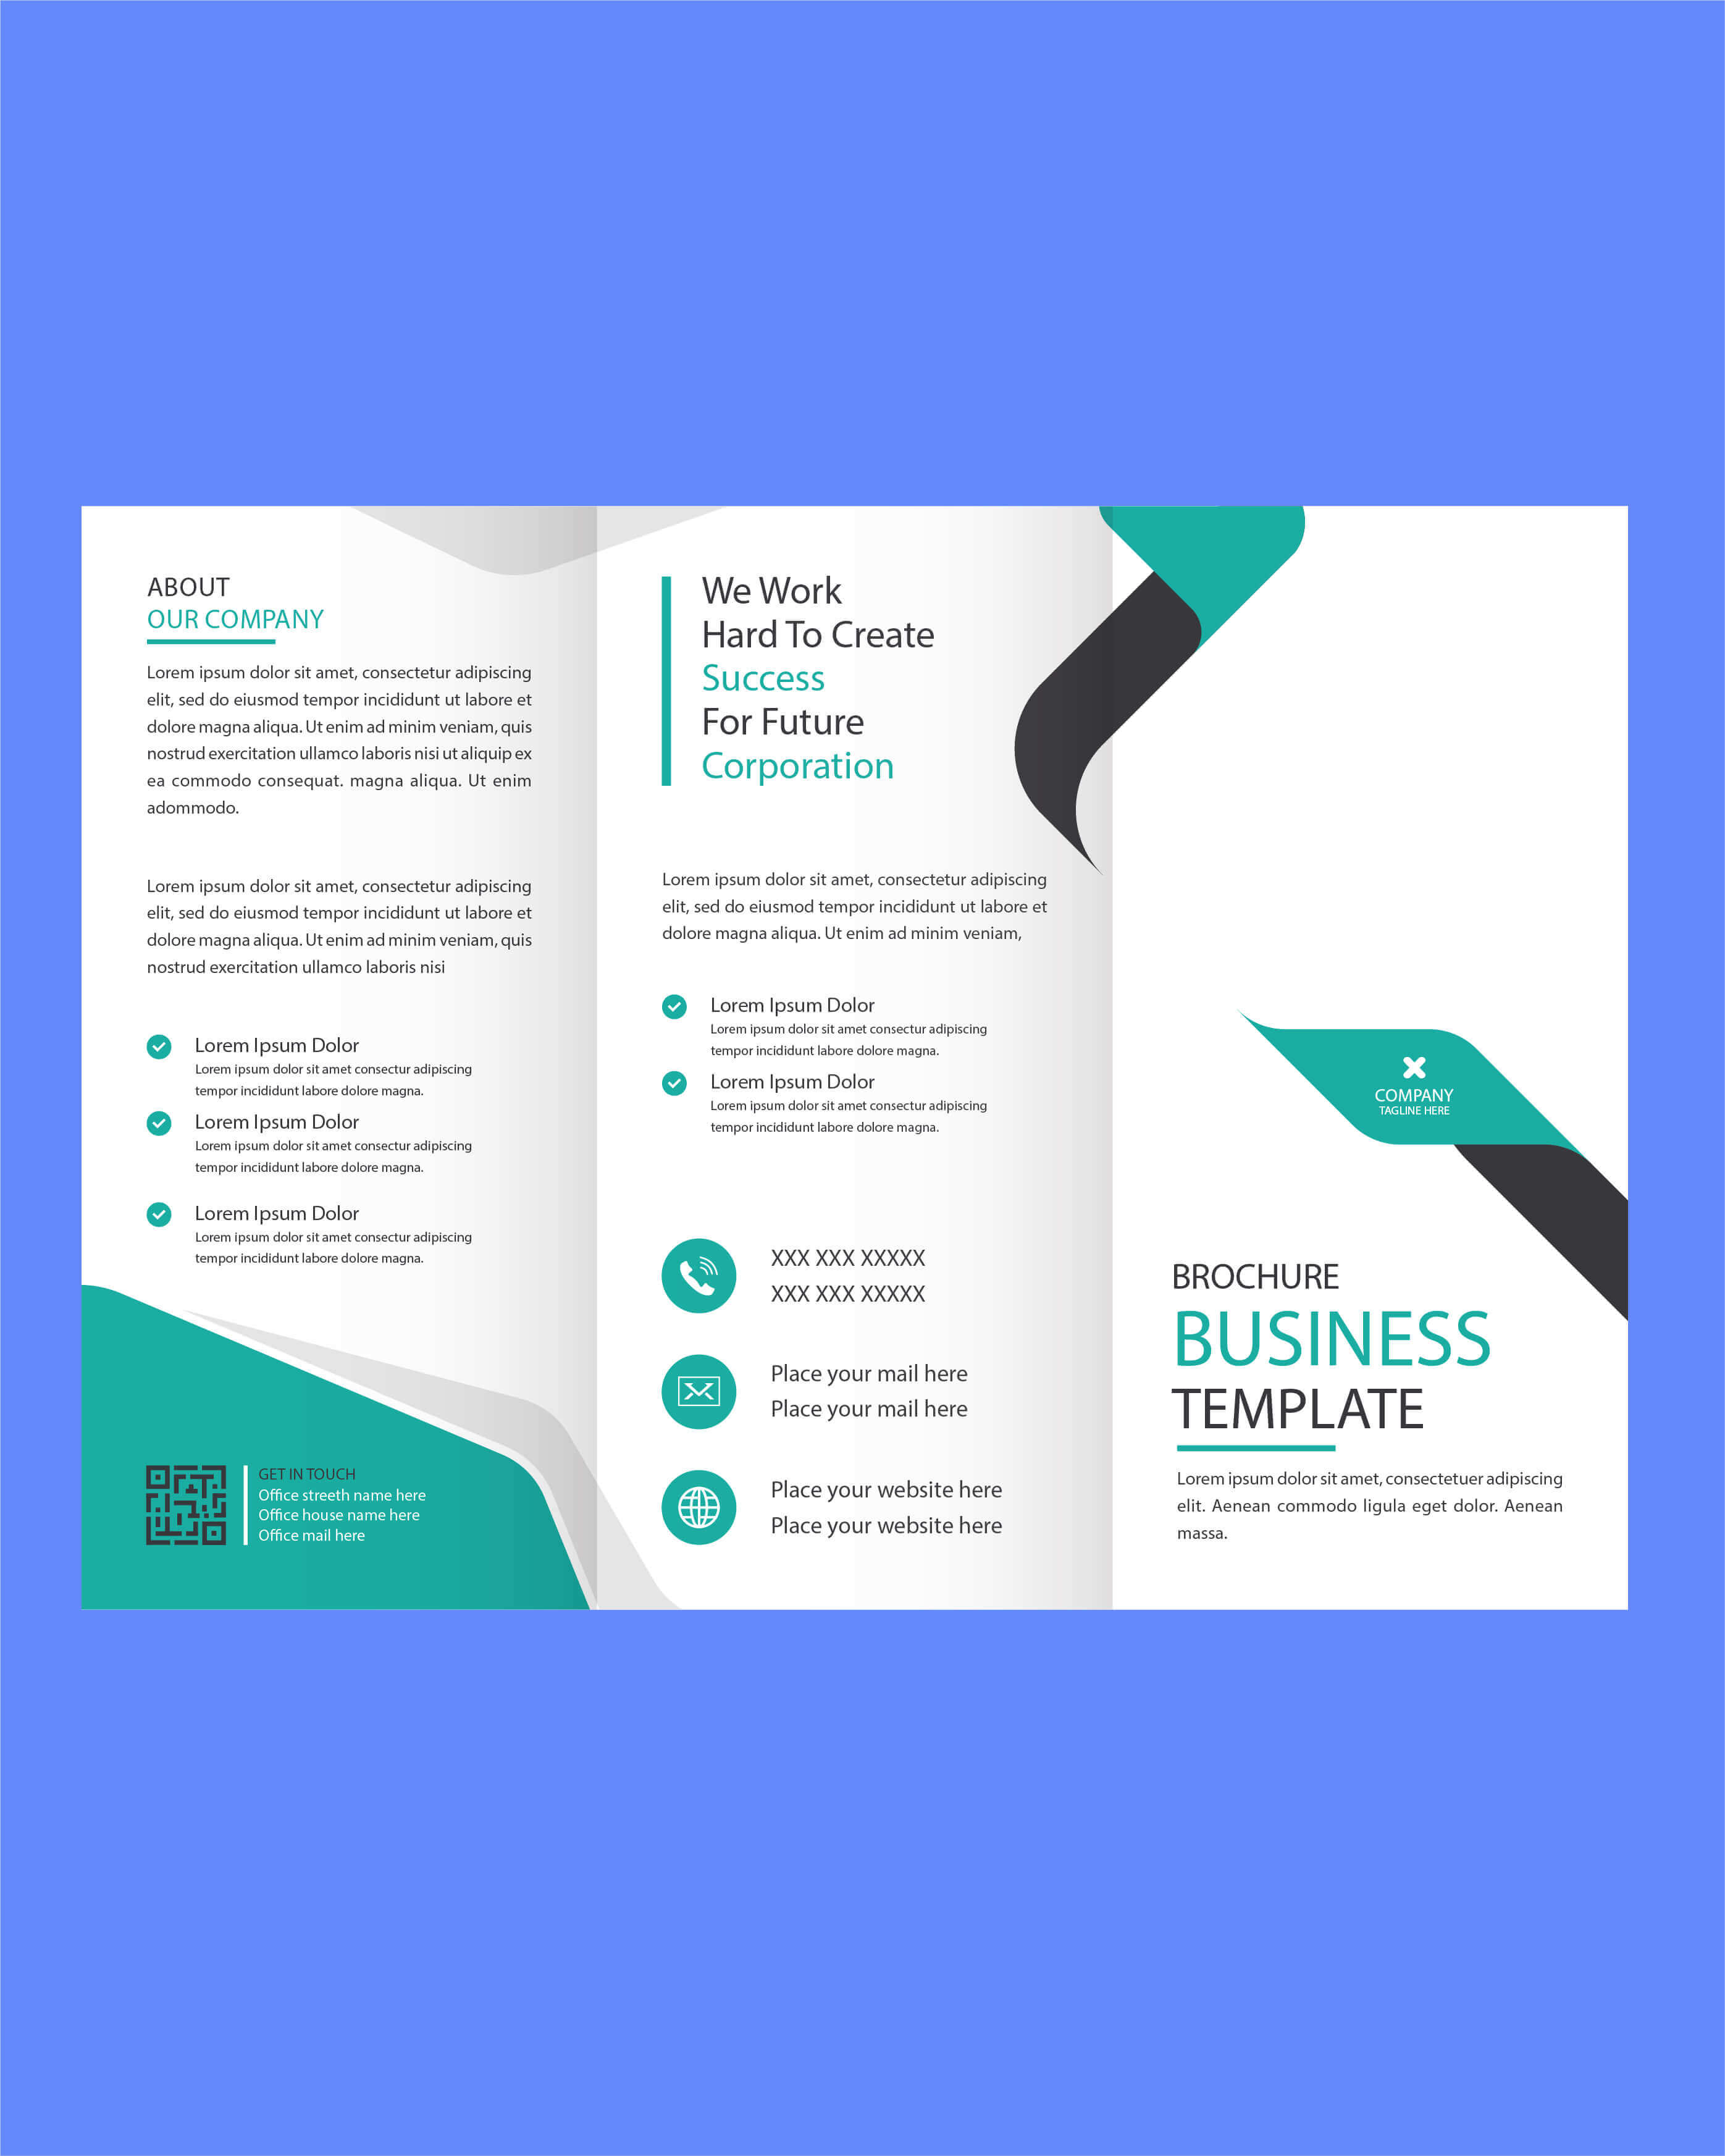 ABOUT
OUR COMPANY
Lorem ipsum dolor sit amet, consectetur adipiscing
elit, sed do eiusmod tempor incididunt ut labore et
dolore magna aliqua. Ut enim ad minim veniam, quis
nostrud exercitation ullamco laboris nisi ut aliquip ex
ea commodo consequat. magna aliqua. Ut enim
adommodo.
Lorem ipsum dolor sit amet, consectetur adipiscing
elit, sed do eiusmod tempor incididunt ut labore et
dolore magna aliqua. Ut enim ad minim veniam, quis
nostrud exercitation ullamco laboris nisi
Lorem Ipsum Dolor
Lorem ipsum dolor sit amet consectur adipiscing
tempor incididunt labore dolore magna.
Lorem Ipsum Dolor
Lorem ipsum dolor sit amet consectur adipiscing
tempor incididunt labore dolore magna.
Lorem Ipsum Dolor
Lorem ipsum dolor sit amet consectur adipiscing
tempor incididunt labore dolore magna.
GET IN TOUCH
Office streeth name here
Office house name here
Office mail here
We Work
Hard To Create
Success
For Future
Corporation
Lorem ipsum dolor sit amet, consectetur adipiscing
elit, sed do eiusmod tempor incididunt ut labore et
dolore magna aliqua. Ut enim ad minim veniam,
Lorem Ipsum Dolor
Lorem ipsum dolor sit amet consectur adipiscing
tempor incididunt labore dolore magna.
Lorem Ipsum Dolor
Lorem ipsum dolor sit amet consectur adipiscing
tempor incididunt labore dolore magna.
XXX XXX XXXXX
XXX XXX XXXXX
Place your mail here
Place your mail here
Place your website here
Place your website here
COMPANY
TAGLINE HERE
BROCHURE
BUSINESS
TEMPLATE
Lorem ipsum dolor sit amet, consectetuer adipiscing
elit. Aenean commodo ligula eget dolor. Aenean
massa.